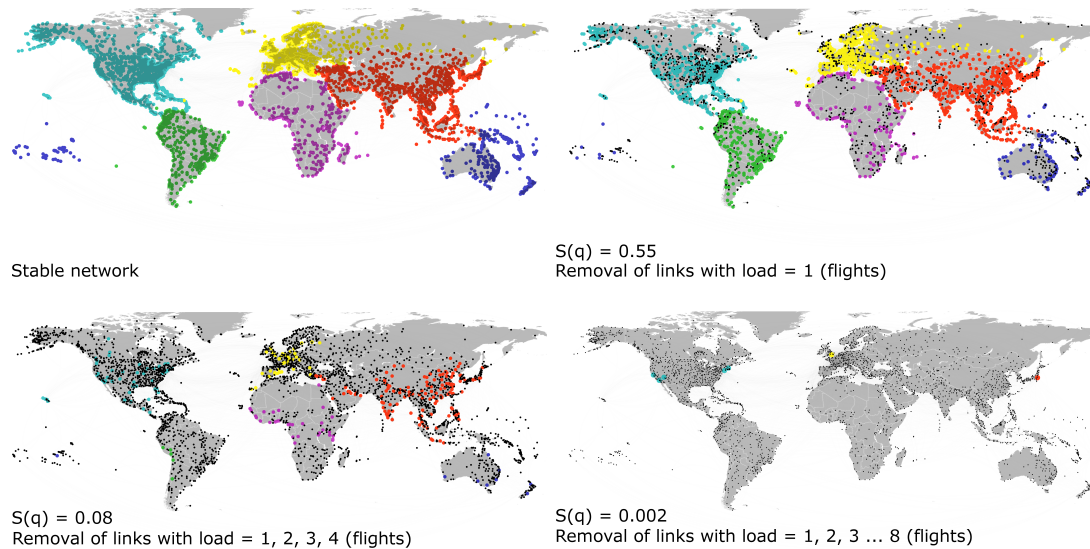 Stable network
S(q) = 0.55
Removal of links with load = 1 (flights)
S(q) = 0.08
Removal of links with load = 1, 2, 3, 4 (flights)
S(q) = 0.002
Removal of links with load = 1, 2, 3 ... 8 (flights)